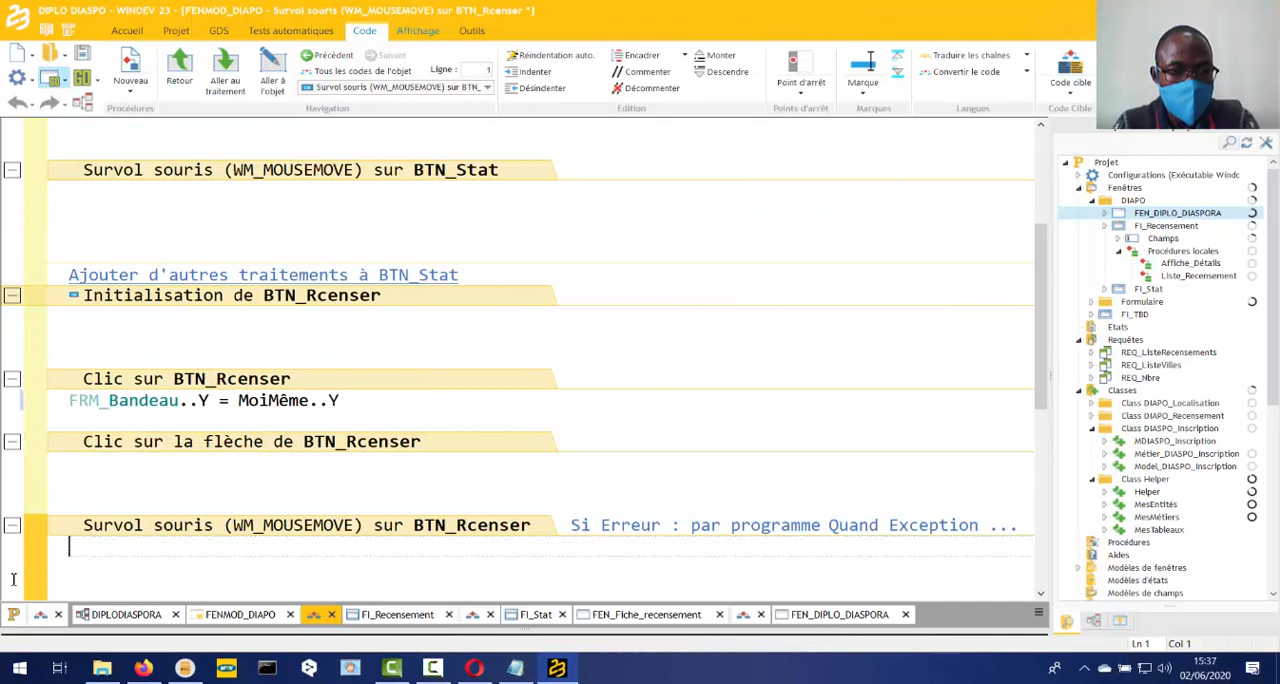 DIPLO DIASPO - WINDEV 23 - [FENMOD_DIAPO - Survol souris (WM_MOUSEMOVE) sur BTN_Rcenser *]
Accueil Projet GDS Tests automatiques Code Affichage Outils
Nouveau
Procédures
Retour
Aller au traitement
Aller à l'objet
Précédent Suivant
Tous les codes de l'objet Ligne : 1
Survol souris (WM_MOUSEMOVE) sur BTN_
Navigation
Réindentation auto.
Indenter
Désindenter
Encadrer
Commenter
Décommenter
Monter
Descendre
Edition
Point d'arrêt
Points d'arrêt
Marque
Marques
Traduire les chaînes
Convertir le code
Langues
Code cible
Code Cible
Survol souris (WM_MOUSEMOVE) sur BTN_Stat
Ajouter d'autres traitements à BTN_Stat
Initialisation de BTN_Rcenser
Clic sur BTN_Rcenser
FRM_Bandeau..Y = MoiMême..Y
Clic sur la flèche de BTN_Rcenser
Survol souris (WM_MOUSEMOVE) sur BTN_Rcenser Si Erreur : par programme Quand Exception ...
Projet
Configurations (Exécutable Windo
Fenêtres
DIAPO
FEN_DIPLO_DIASPORA
FI_Recensement
Champs
Procédures locales
Affiche_Détails
Liste_Recensement
FI_Stat
Formulaire
FI_TBD
Etats
Requêtes
REQ_ListeRecensements
REQ_ListeVilles
REQ_Nbre
Classes
Class DIAPO_Localisation
Class DIAPO_Recensement
Class DIASPO_Inscription
MDIASPO_Inscription
Métier_DIASPO_Inscription
Model_DIASPO_Inscription
Class Helper
Helper
MesEntités
MesMétiers
MesTableaux
Procédures
Aides
Modèles de fenêtres
Modèles d'états
Modèles de champs
DIPLODIASPORA FENMOD_DIAPO FI_Recensement FI_Stat FEN_Fiche_recensement FEN_DIPLO_DIASPORA
Ln 1 Col 1
15:37
02/06/2020